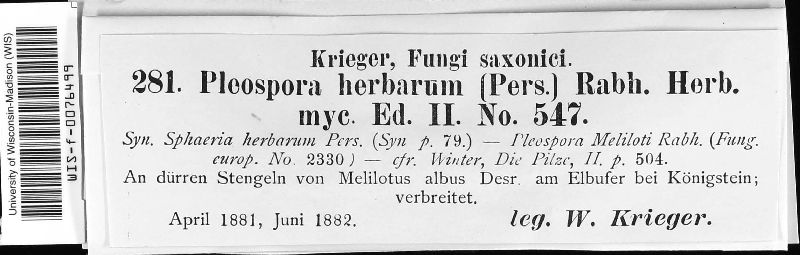 University of Wisconsin-Madison (WIS)
WIS-f-0076499
Krieger, Fungi saxonici.
281. Pleospora herbarum (Pers.) Rabh. Herb.
myc. Ed. II. No. 547.
Syn. Sphaeria herbarum Pers. (Syn p. 79.) — Pleospora Meliloti Rabh. (Fung.
europ. No. 2330) — cfr. Winter, Die Pilze, II. p. 504.
An dürren Stengeln von Melilotus albus Desr. am Elbufer bei Königstein;
verbreitet.
April 1881, Juni 1882.
leg. W. Krieger.